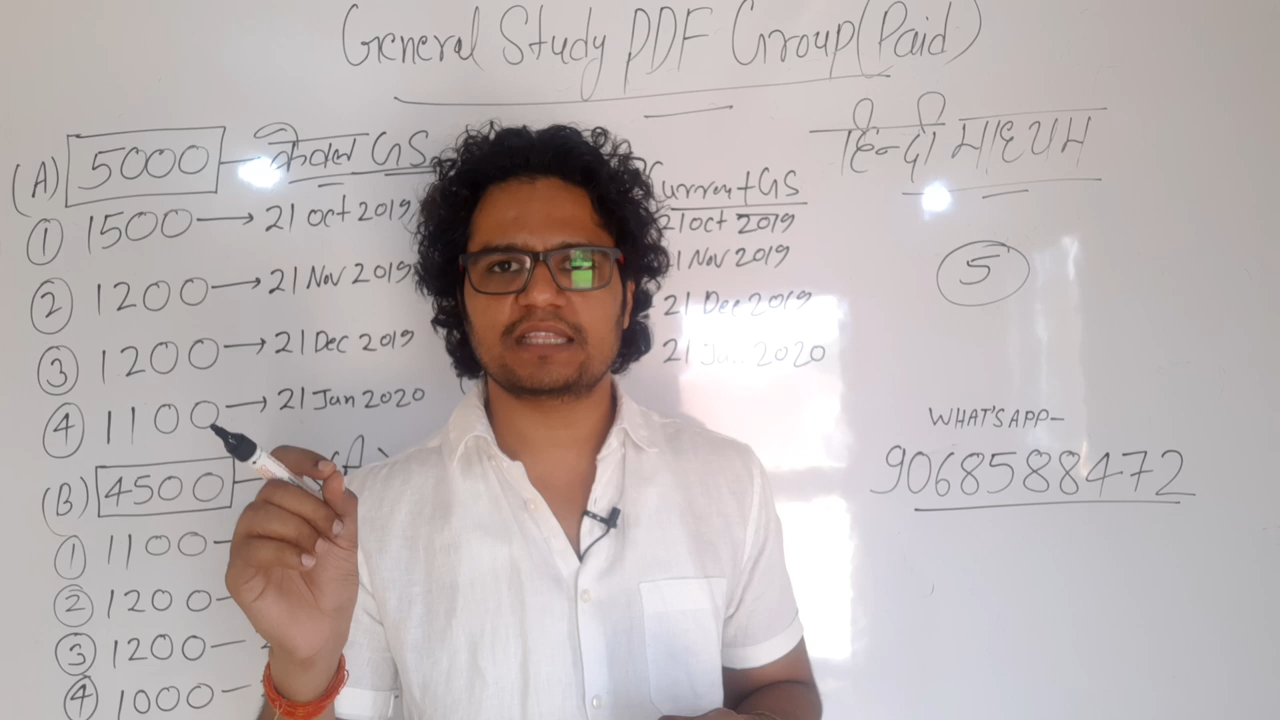 General Study PDF Group (Paid)
हिन्दी माध्यम
(A) 5000 — केवल GS
① 1500 → 21 Oct 2019
② 1200 → 21 Nov 2019
③ 1200 → 21 Dec 2019
④ 1100 → 21 Jan 2020
(B) 4500 —
① 1100 —
② 1200 —
③ 1200 —
④ 1000 —
Current GS
21 Oct 2019
21 Nov 2019
21 Dec 2019
21 Jan 2020
5
WHAT'SAPP-
9068588472